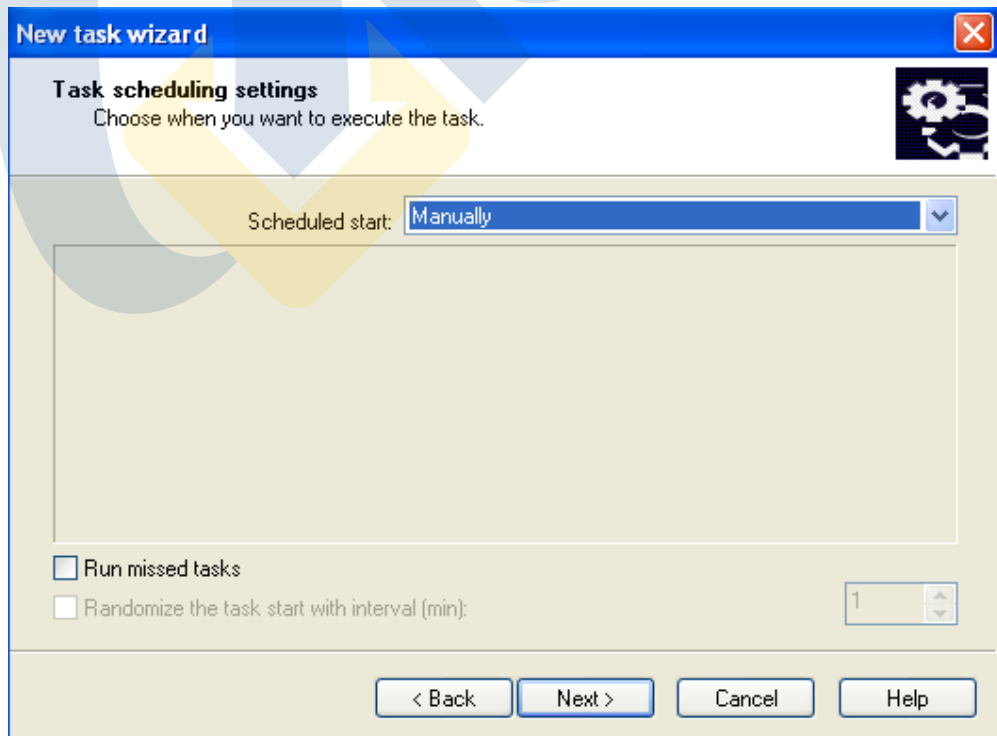 New task wizard
Task scheduling settings
Choose when you want to execute the task.
Scheduled start: Manually
Run missed tasks
Randomize the task start with interval (min): 1
< Back Next > Cancel Help